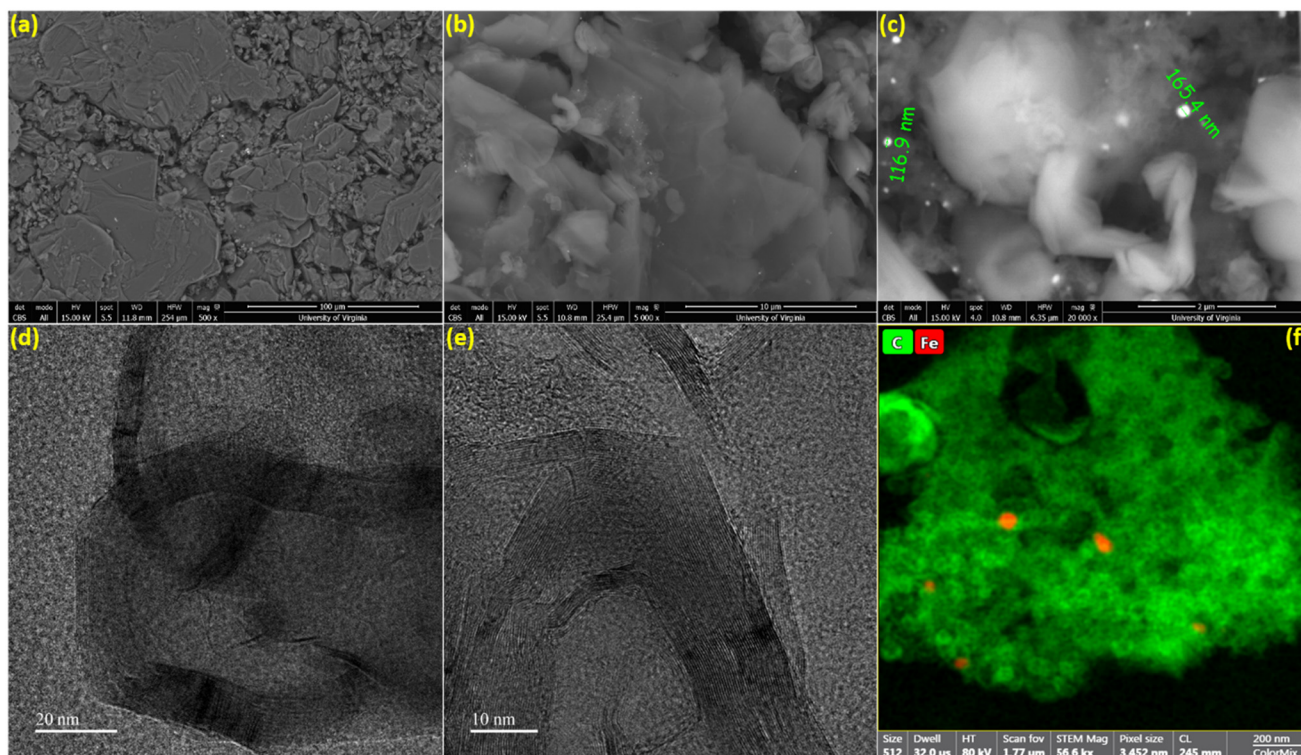 (a)
det mode HV spot WD HFW mag 100 µm
CBS All 15.00 kV 5.5 11.8 mm 254 µm 500 x University of Virginia
(b)
det mode HV spot WD HFW mag 10 µm
CBS All 15.00 kV 5.5 10.8 mm 25.4 µm 5 000 x University of Virginia
(c)
116.9 nm
165.4 nm
det mode HV spot WD HFW mag 2 µm
CBS All 15.00 kV 4.0 10.8 mm 6.35 µm 20 000 x University of Virginia
(d)
20 nm
(e)
10 nm
C Fe
(f)
Size Dwell HT Scan fov STEM Mag Pixel size CL 200 nm
512 32.0 µs 80 kV 1.77 µm 56.6 kx 3.452 nm 245 mm ColorMix